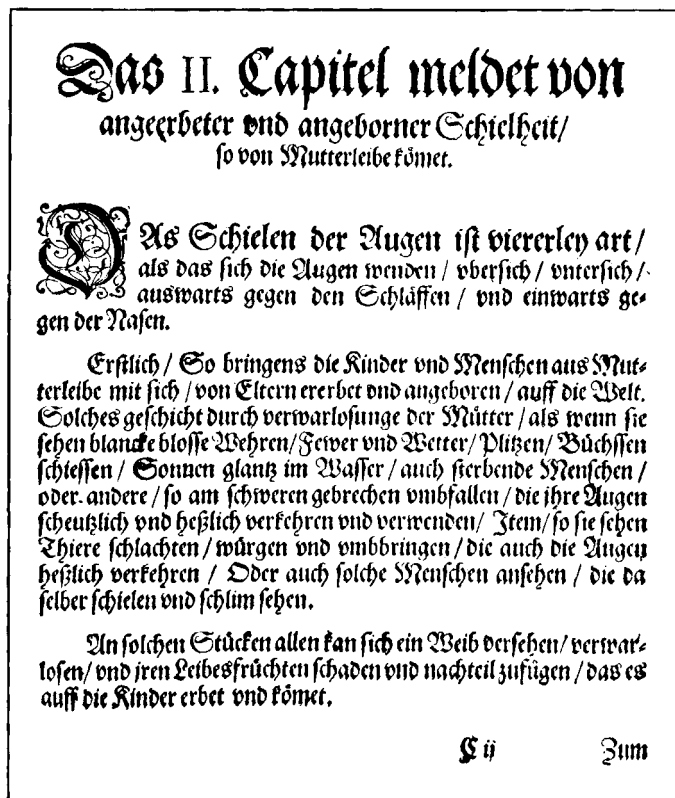 Das II. Capitel meldet von
angeerbeter vnd angeborner Schielheit/
so von Mutterleibe kömet.
DAs Schielen der Augen ist viererley art/
als das sich die Augen wenden / vbersich / vntersich /
auswarts gegen den Schläffen / vnd einwarts ge-
gen der Nasen.
Erstlich / So bringens die Kinder vnd Menschen aus Mut-
terleibe mit sich / von Eltern ererbet vnd angeboren / auff die Welt.
Solches geschicht durch verwarlosunge der Mütter / als wenn sie
sehen blancke blosse Wehren/ Fewer vnd Wetter/ Plitzen/ Büchssen
schiessen / Sonnen glantz im Wasser / auch sterbende Menschen /
oder andere / so am schweren gebrechen vmbfallen / die ihre Augen
scheutzlich vnd heßlich verkehren vnd verwenden/ Item/ so sie sehen
Thiere schlachten / würgen vnd vmbbringen / die auch die Augen
heßlich verkehren / Oder auch solche Menschen ansehen / die da
selber schielen vnd schlim sehen.
An solchen Stücken allen kan sich ein Weib versehen/ verwar-
losen/ vnd jren Leibesfrüchten schaden vnd nachteil zufügen / das es
auff die Kinder erbet vnd kömet.
C ij Zum